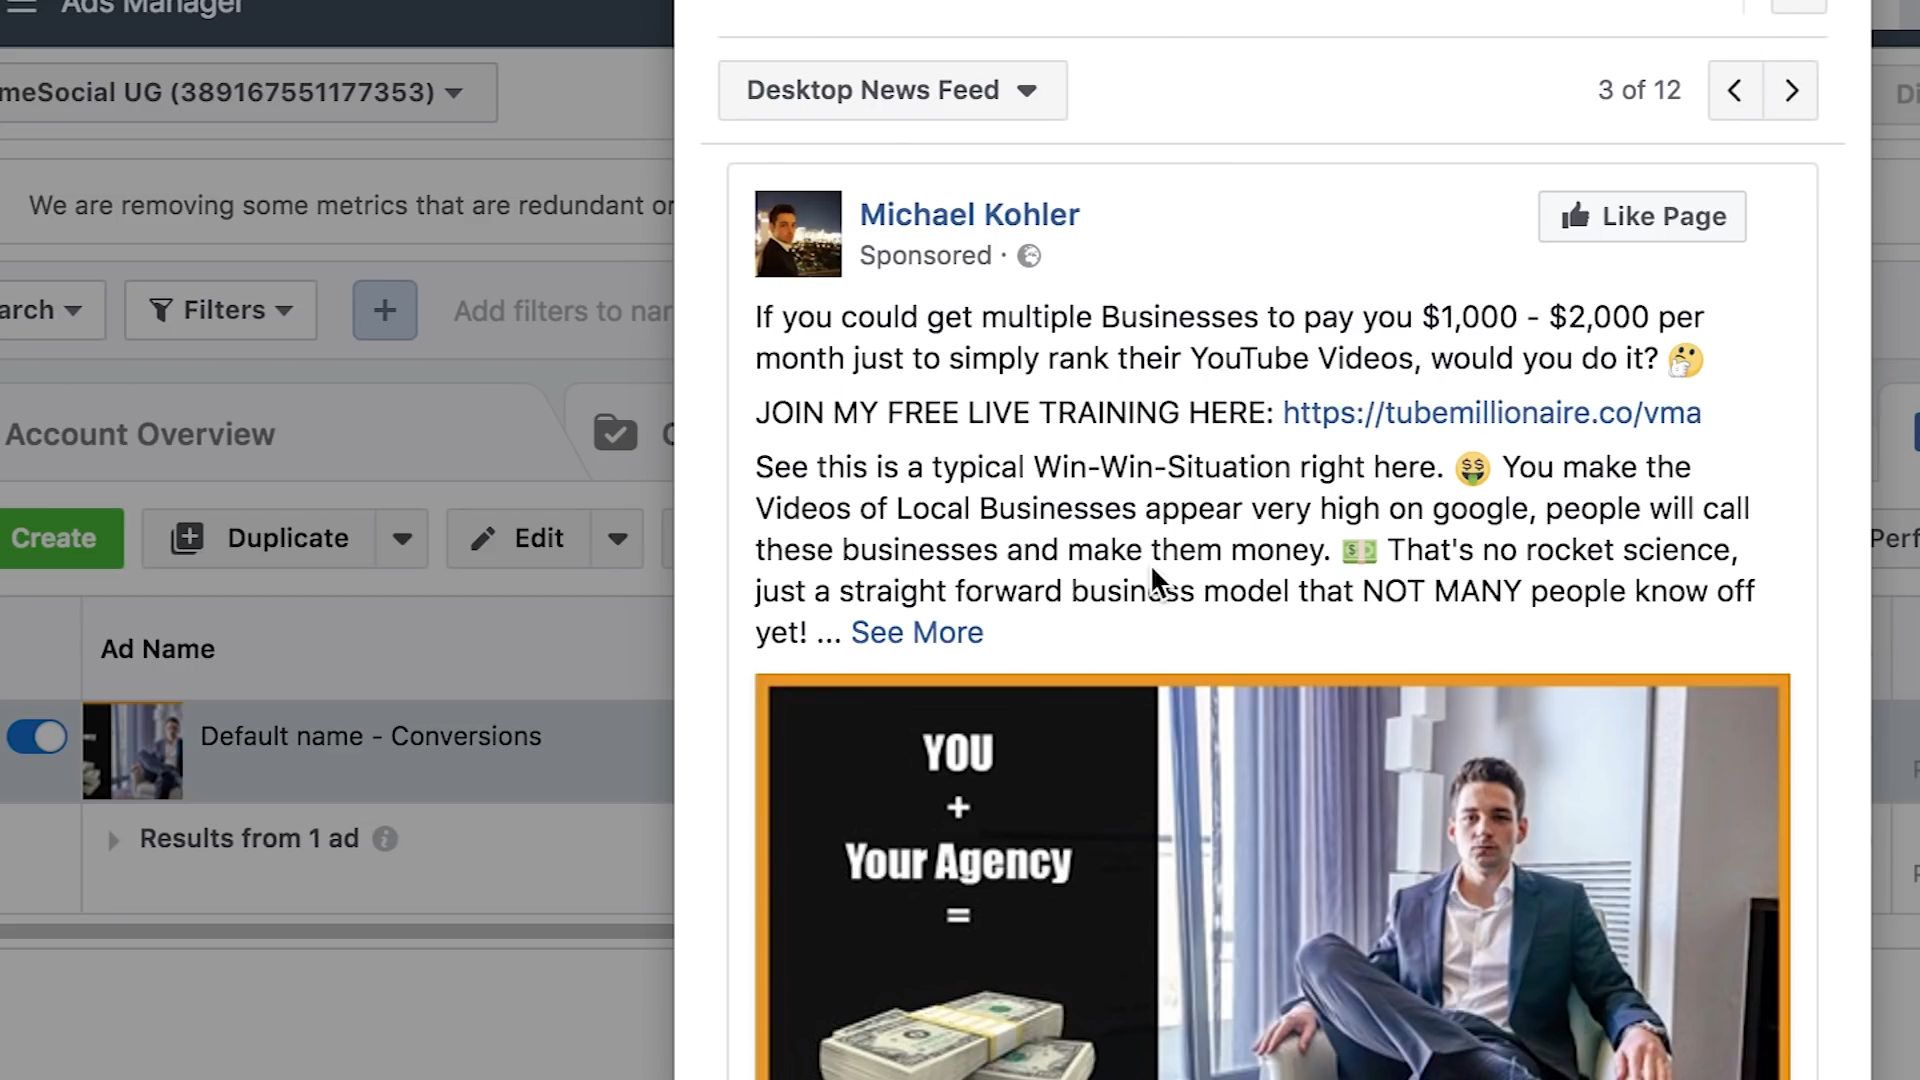 Ads Manager
meSocial UG (389167551177353)
Desktop News Feed
3 of 12
We are removing some metrics that are redundant or
Michael Kohler
Like Page
Sponsored ·
Filters
Add filters to nar
If you could get multiple Businesses to pay you $1,000 - $2,000 per
month just to simply rank their YouTube Videos, would you do it? 🤔
JOIN MY FREE LIVE TRAINING HERE: https://tubemillionaire.co/vma
Account Overview
See this is a typical Win-Win-Situation right here. 🤑 You make the
Videos of Local Businesses appear very high on google, people will call
these businesses and make them money. 💵 That's no rocket science,
just a straight forward business model that NOT MANY people know off
yet! ... See More
Create
Duplicate
Edit
Ad Name
Default name - Conversions
Results from 1 ad
YOU
+
Your Agency
=